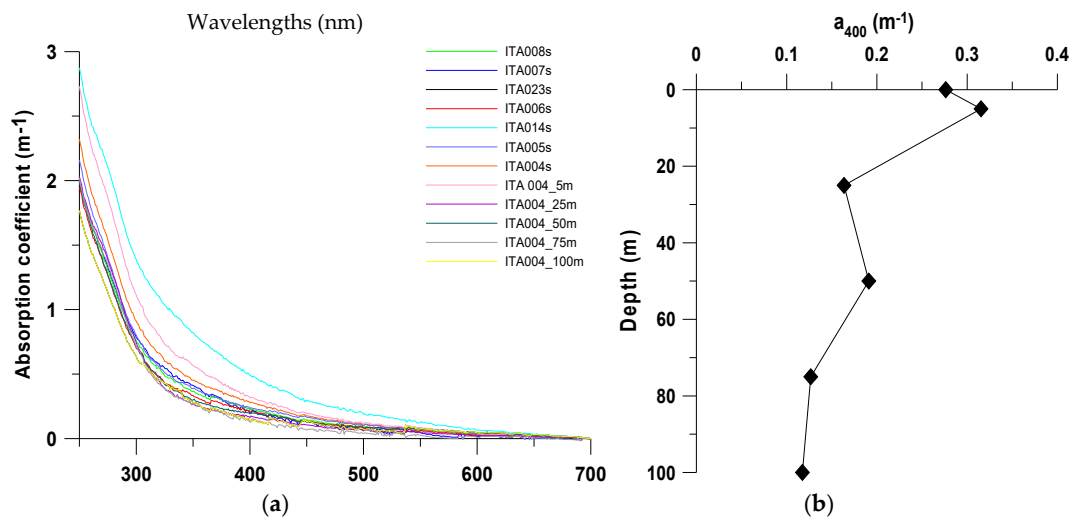 Wavelengths (nm)
3
2
1
0
Absorption coefficient (m-1)
300
400
500
600
700
ITA008s
ITA007s
ITA023s
ITA006s
ITA014s
ITA005s
ITA004s
ITA 004_5m
ITA004_25m
ITA004_50m
ITA004_75m
ITA004_100m
(a)
a400 (m-1)
0
0.1
0.2
0.3
0.4
0
20
40
60
80
100
Depth (m)
(b)